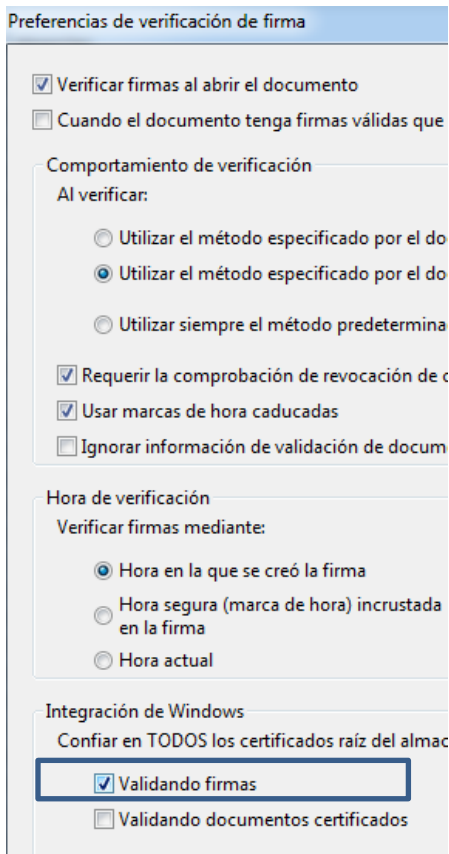 Preferencias de verificación de firma
Verificar firmas al abrir el documento
Cuando el documento tenga firmas válidas que
Comportamiento de verificación
Al verificar:
Utilizar el método especificado por el do
Utilizar el método especificado por el do
Utilizar siempre el método predetermina
Requerir la comprobación de revocación de c
Usar marcas de hora caducadas
Ignorar información de validación de docum
Hora de verificación
Verificar firmas mediante:
Hora en la que se creó la firma
Hora segura (marca de hora) incrustada
en la firma
Hora actual
Integración de Windows
Confiar en TODOS los certificados raíz del almac
Validando firmas
Validando documentos certificados